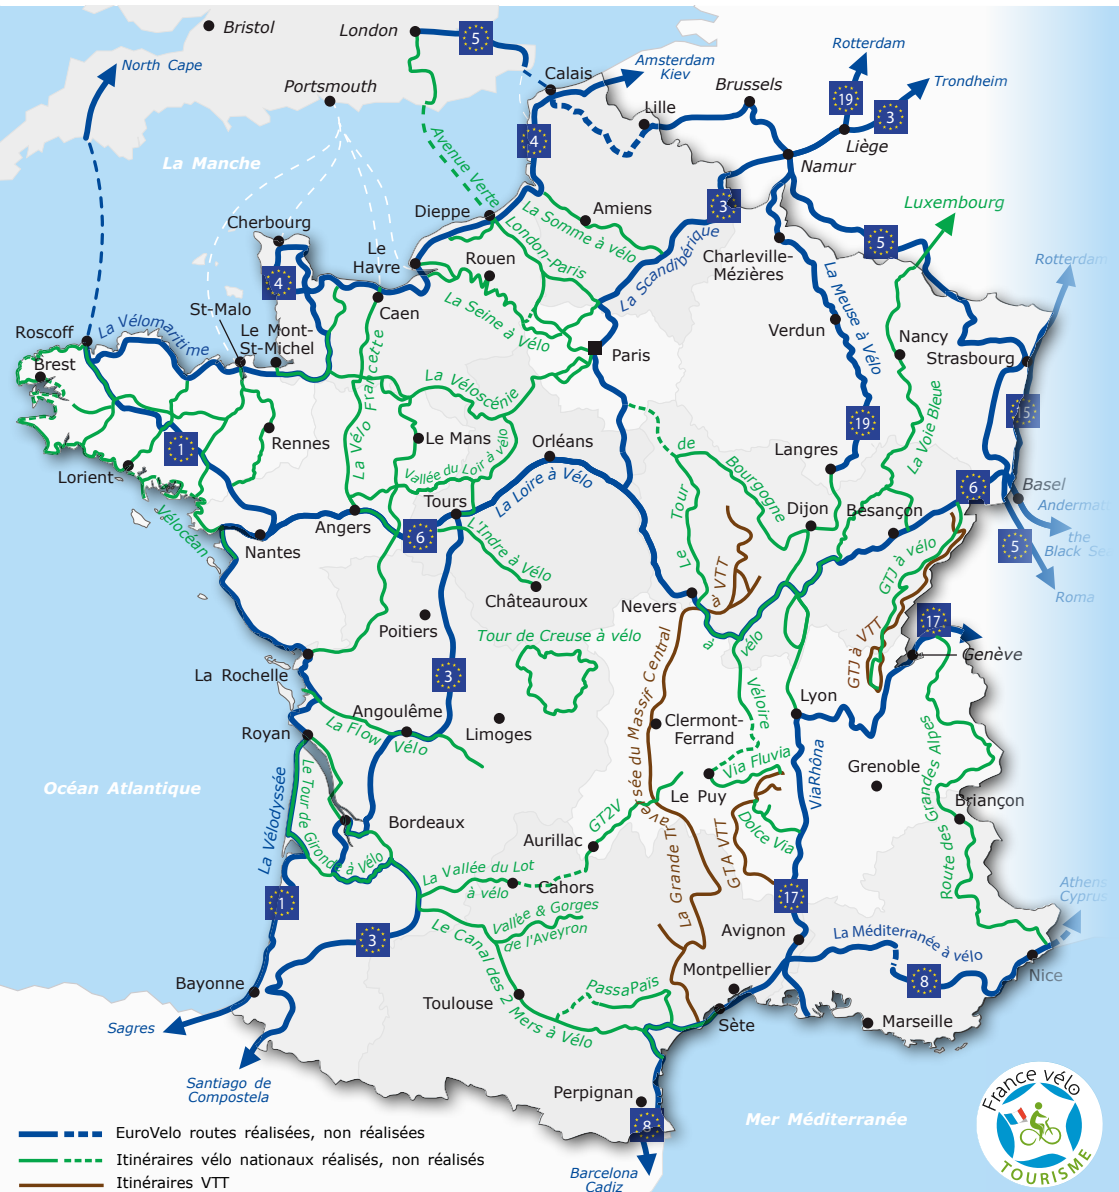 Bristol
London
5
North Cape
Portsmouth
La Manche
Avenue Verte
Calais
Amsterdam
Kiev
Lille
Brussels
Rotterdam
19
3
Trondheim
Liège
Namur
4
Dieppe
La Somme à vélo
Amiens
London-Paris
3
Luxembourg
5
Rotterdam
Cherbourg
4
Le
Havre
Rouen
La Seine à Vélo
Caen
La Scandibérique
Charleville-
Mézières
La Meuse à Vélo
Verdun
Nancy
Strasbourg
St-Malo
Le Mont-
St-Michel
Roscoff
La Vélomaritime
Brest
Paris
La Véloscénie
La Vélo Francette
Rennes
Le Mans
1
Vallée du Loir à vélo
Orléans
La Loire à Vélo
Lorient
Vélocéan
Nantes
Angers
Tours
6
L'Indre à Vélo
Châteauroux
Le Tour de Bourgogne à vélo
Langres
19
La Voie Bleue
15
Basel
6
Andermatt
the
Black Sea
5
Roma
Dijon
Besançon
GTJ à vélo
GTJ à VTT
à VTT
Nevers
Poitiers
Tour de Creuse à vélo
3
La Rochelle
Angoulême
La Flow Vélo
Limoges
Royan
17
Genève
Lyon
Véloire
Clermont-
Ferrand
Via Fluvia
Le Puy
Dolce Via
GTA VTT
ViaRhôna
Grenoble
Briançon
Route des Grandes Alpes
Océan Atlantique
La Vélodyssée
Le Tour de Gironde à Vélo
Bordeaux
Aurillac
GT2V
La Grande Traversée du Massif Central
La Vallée du Lot
à vélo
Cahors
Vallée & Gorges
de l'Aveyron
1
3
Le Canal des 2 Mers à Vélo
17
Avignon
La Méditerranée à vélo
8
Athens
Cyprus
Nice
Montpellier
Bayonne
Toulouse
PassaPaïs
Sète
Marseille
Sagres
Santiago de
Compostela
Perpignan
8
Mer Méditerranée
Barcelona
Cadiz
EuroVelo routes réalisées, non réalisées
Itinéraires vélo nationaux réalisés, non réalisés
Itinéraires VTT
France vélo
TOURISME